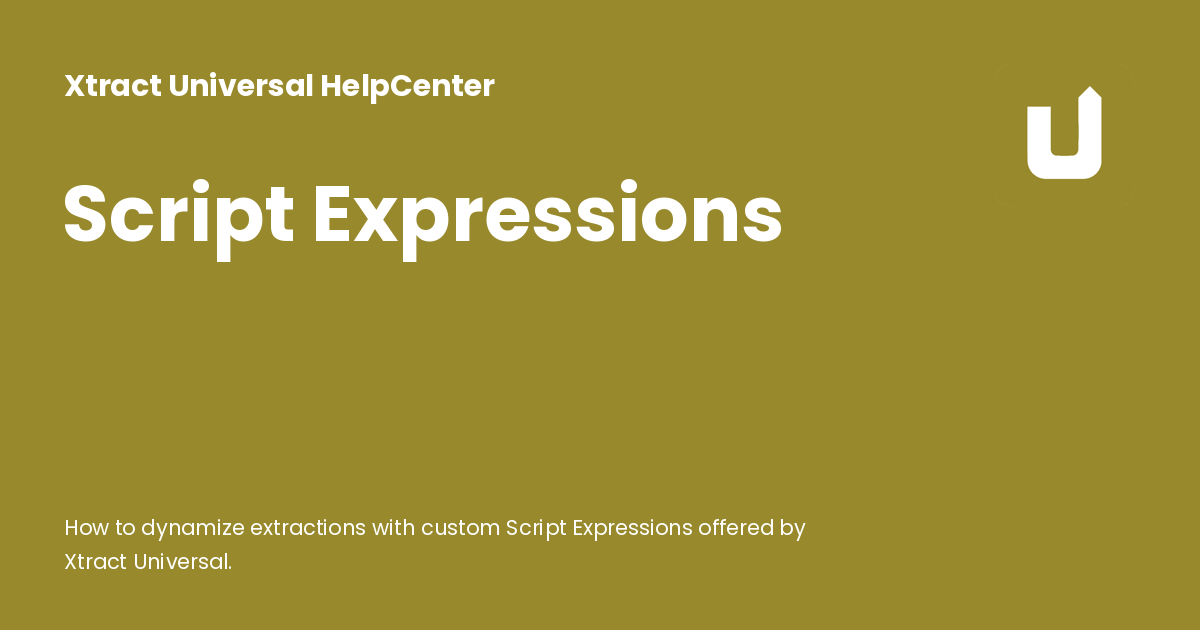 Xtract Universal HelpCenter
Script Expressions
How to dynamize extractions with custom Script Expressions offered by
Xtract Universal.